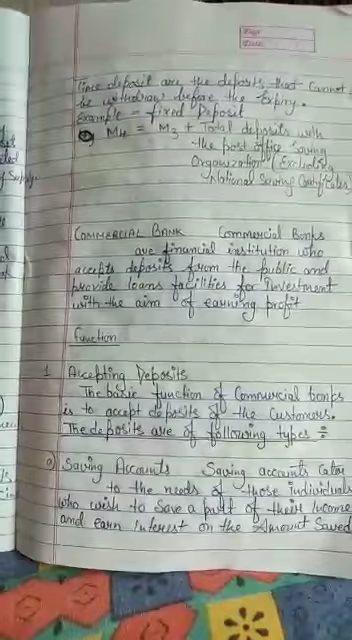 Page
Date
Time deposit are the deposits that Cannot
be withdrawn before the Expiry.
Example - fixed Deposit
M4 = M3 + Total deposits with
the post office Saving
Organization (Excluding
National Saving Certificates)
COMMERCIAL BANK Commercial Banks
are financial institution who
accepts deposits from the public and
provide loans facilities for investment
with the aim of earning profit
function
1. Accepting Deposits
The basic function of Commercial banks
is to accept deposits of the Customers.
The deposits are of following types ÷
a) Saving Accounts Saving accounts Cater
to the needs of those individuals
who wish to Save a part of their Income
and earn Interest on the Amount Saved